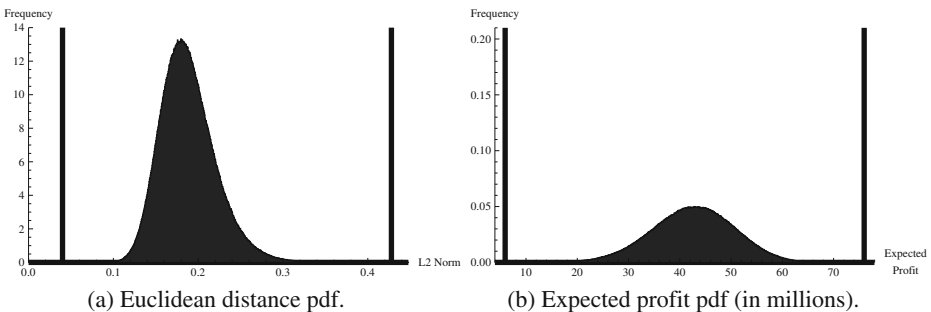 Frequency
14
12
10
8
6
4
2
0
0.0 0.1 0.2 0.3 0.4
L2 Norm
(a) Euclidean distance pdf.
Frequency
0.20
0.15
0.10
0.05
0.00
10 20 30 40 50 60 70
Expected
Profit
(b) Expected profit pdf (in millions).